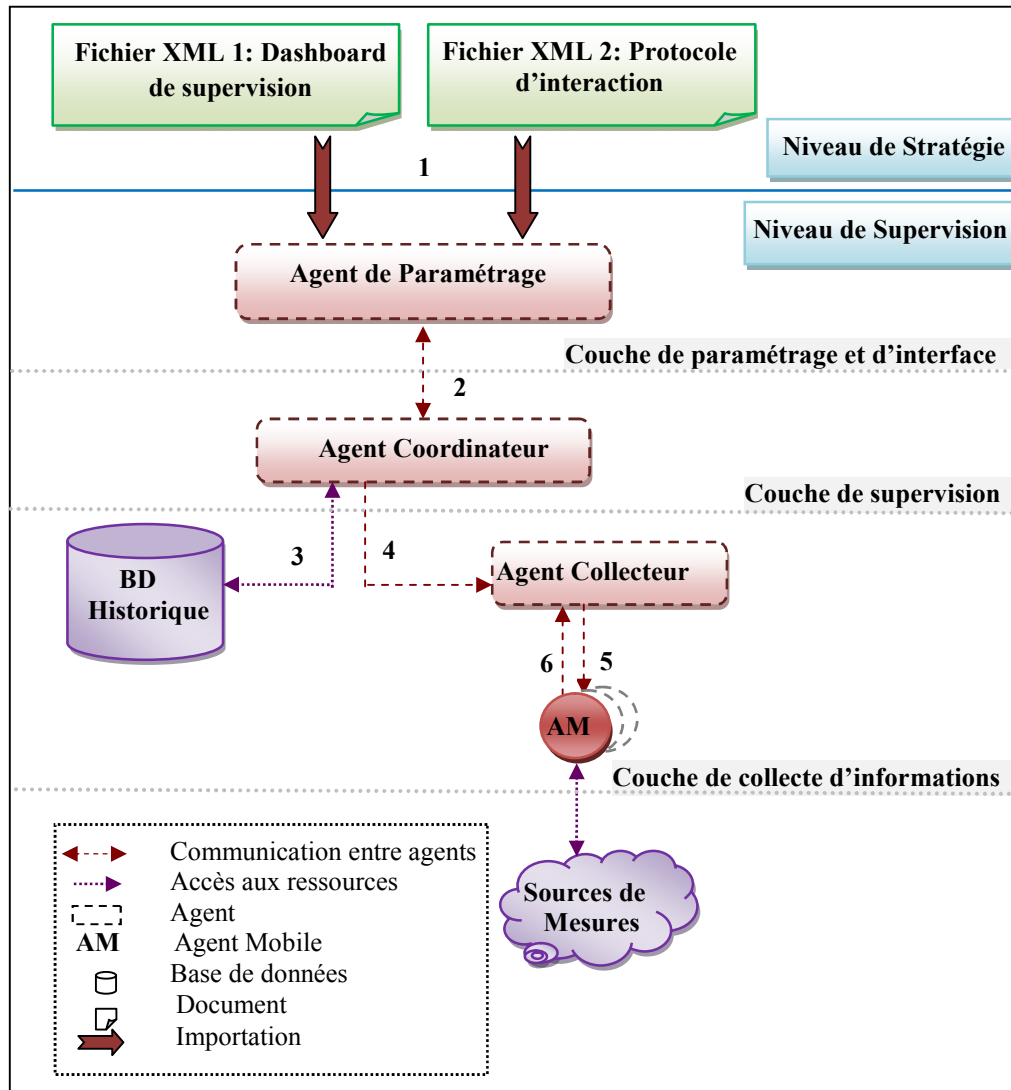 Fichier XML 1: Dashboard
de supervision
Fichier XML 2: Protocole
d’interaction
Niveau de Stratégie
1
Niveau de Supervision
Agent de Paramétrage
Couche de paramétrage et d’interface
2
Agent Coordinateur
Couche de supervision
BD
Historique
3
4
Agent Collecteur
6
5
AM
Couche de collecte d’informations
Communication entre agents
Accès aux ressources
Agent
AM Agent Mobile
Base de données
Document
Importation
Sources de
Mesures